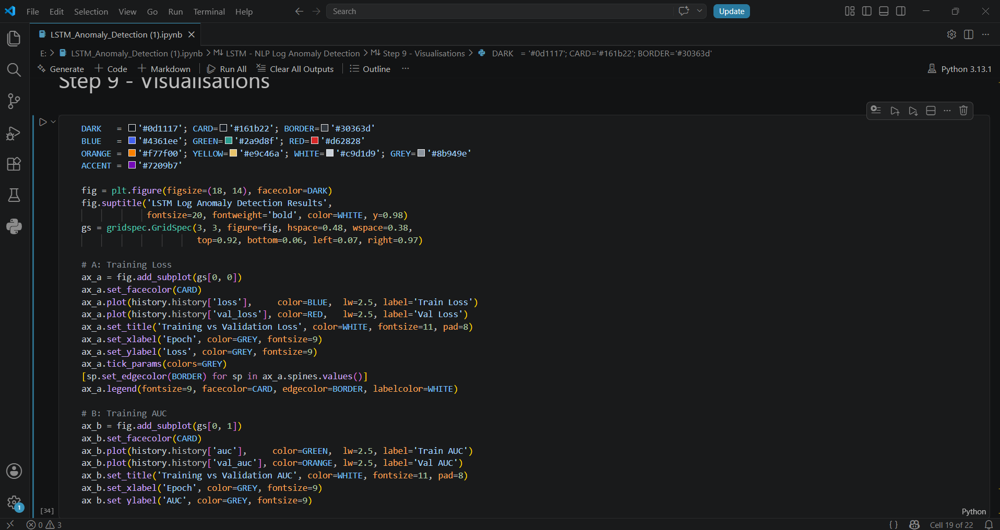 File Edit Selection View Go Run Terminal Help
Search
Update
LSTM_Anomaly_Detection (1).ipynb
E: > LSTM_Anomaly_Detection (1).ipynb > M↓ LSTM - NLP Log Anomaly Detection > M↓ Step 9 - Visualisations > DARK   = '#0d1117'; CARD='#161b22'; BORDER='#30363d'
Generate + Code + Markdown Run All Clear All Outputs Outline ···
Python 3.13.1
Step 9 - Visualisations
DARK   = '#0d1117'; CARD='#161b22'; BORDER='#30363d'
BLUE   = '#4361ee'; GREEN='#2a9d8f'; RED='#d62828'
ORANGE = '#f77f00'; YELLOW='#e9c46a'; WHITE='#c9d1d9'; GREY='#8b949e'
ACCENT = '#7209b7'
fig = plt.figure(figsize=(18, 14), facecolor=DARK)
fig.suptitle('LSTM Log Anomaly Detection Results',
             fontsize=20, fontweight='bold', color=WHITE, y=0.98)
gs = gridspec.GridSpec(3, 3, figure=fig, hspace=0.48, wspace=0.38,
                       top=0.92, bottom=0.06, left=0.07, right=0.97)
# A: Training Loss
ax_a = fig.add_subplot(gs[0, 0])
ax_a.set_facecolor(CARD)
ax_a.plot(history.history['loss'],     color=BLUE,  lw=2.5, label='Train Loss')
ax_a.plot(history.history['val_loss'], color=RED,   lw=2.5, label='Val Loss')
ax_a.set_title('Training vs Validation Loss', color=WHITE, fontsize=11, pad=8)
ax_a.set_xlabel('Epoch', color=GREY, fontsize=9)
ax_a.set_ylabel('Loss', color=GREY, fontsize=9)
ax_a.tick_params(colors=GREY)
[sp.set_edgecolor(BORDER) for sp in ax_a.spines.values()]
ax_a.legend(fontsize=9, facecolor=CARD, edgecolor=BORDER, labelcolor=WHITE)
# B: Training AUC
ax_b = fig.add_subplot(gs[0, 1])
ax_b.set_facecolor(CARD)
ax_b.plot(history.history['auc'],     color=GREEN,  lw=2.5, label='Train AUC')
ax_b.plot(history.history['val_auc'], color=ORANGE, lw=2.5, label='Val AUC')
ax_b.set_title('Training vs Validation AUC', color=WHITE, fontsize=11, pad=8)
ax_b.set_xlabel('Epoch', color=GREY, fontsize=9)
ax_b.set_ylabel('AUC', color=GREY, fontsize=9)
[34]
Python
1
0 3
{ } Cell 19 of 22